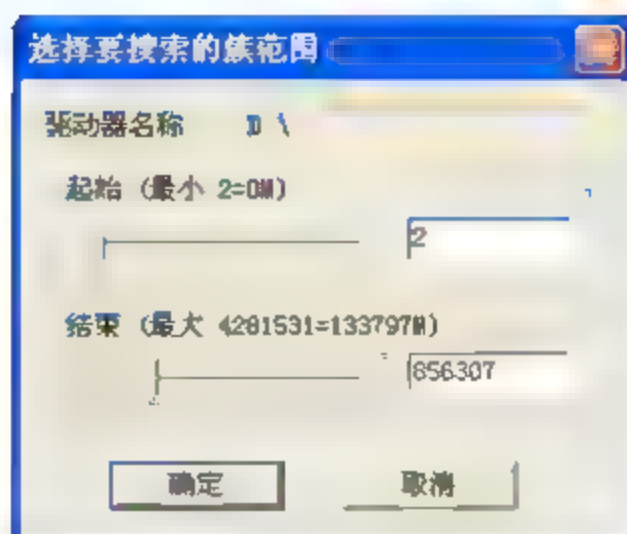 选择要搜索的簇范围
驱动器名称 D \
起始 (最小 2=0M)
2
结束 (最大 4281531=133797M)
856307
确定 取消